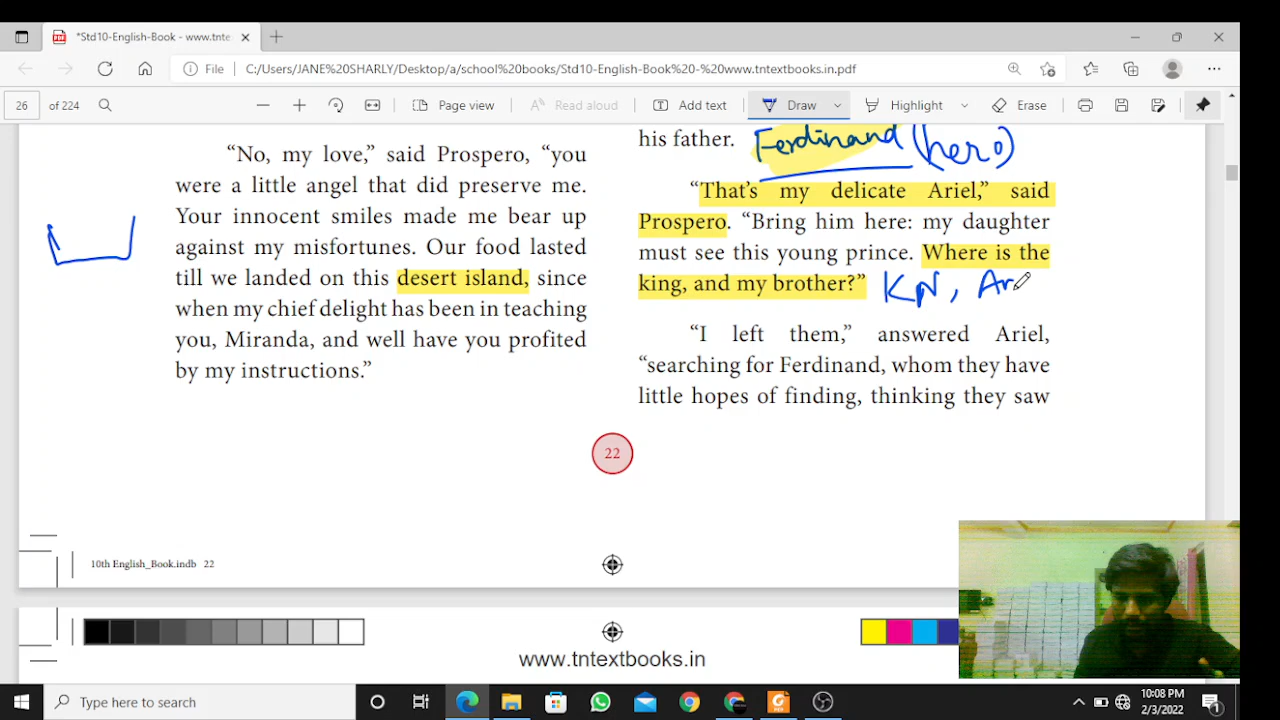 *Std10-English-Book - www.tnte
File
C:/Users/JANE%20SHARLY/Desktop/a/school%20books/Std10-English-Book%20-%20www.tntextbooks.in.pdf
26 of 224
Page view
Read aloud
Add text
Draw
Highlight
Erase
“No, my love,” said Prospero, “you
were a little angel that did preserve me.
Your innocent smiles made me bear up
against my misfortunes. Our food lasted
till we landed on this desert island, since
when my chief delight has been in teaching
you, Miranda, and well have you profited
by my instructions.”
his father. Ferdinand (hero)
“That’s my delicate Ariel,” said
Prospero. “Bring him here: my daughter
must see this young prince. Where is the
king, and my brother?” KN, Ar
“I left them,” answered Ariel,
“searching for Ferdinand, whom they have
little hopes of finding, thinking they saw
22
10th English_Book.indb 22
www.tntextbooks.in
Type here to search
10:08 PM
2/3/2022
1